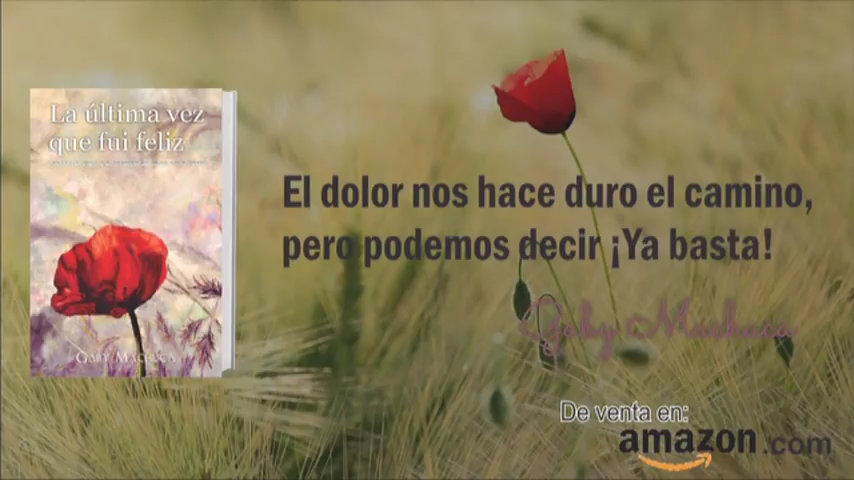 La última vez
que fui feliz
GABY MACHUCA
El dolor nos hace duro el camino,
pero podemos decir ¡Ya basta!
Gaby Machuca
De venta en:
amazon.com